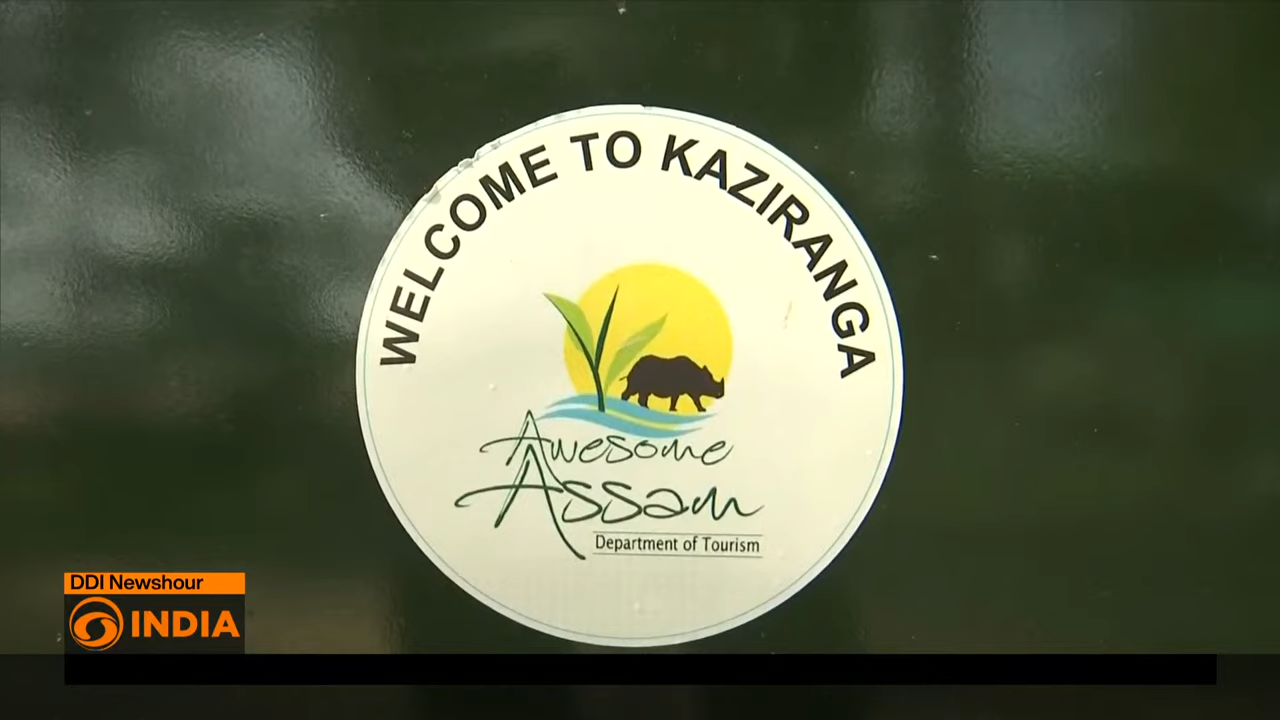 WELCOME TO KAZIRANGA
Awesome
Assam
Department of Tourism
DDI Newshour
INDIA